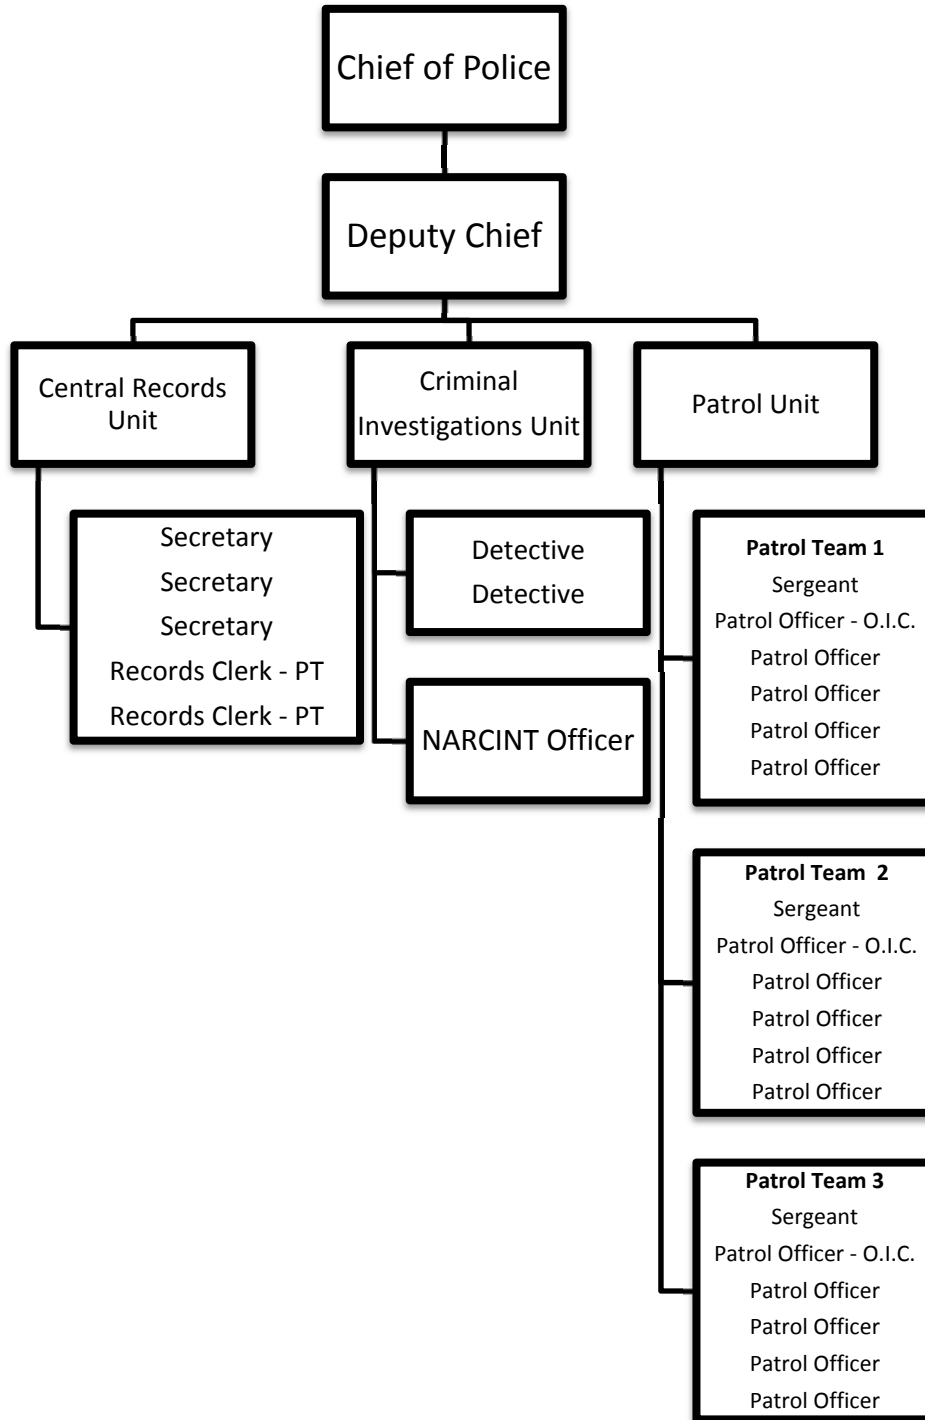 Chief of Police
Deputy Chief
Central Records
Unit
Criminal
Investigations Unit
Patrol Unit
Secretary
Secretary
Secretary
Records Clerk - PT
Records Clerk - PT
Detective
Detective
NARCINT Officer
Patrol Team 1
Sergeant
Patrol Officer - O.I.C.
Patrol Officer
Patrol Officer
Patrol Officer
Patrol Officer
Patrol Team  2
Sergeant
Patrol Officer - O.I.C.
Patrol Officer
Patrol Officer
Patrol Officer
Patrol Officer
Patrol Team 3
Sergeant
Patrol Officer - O.I.C.
Patrol Officer
Patrol Officer
Patrol Officer
Patrol Officer